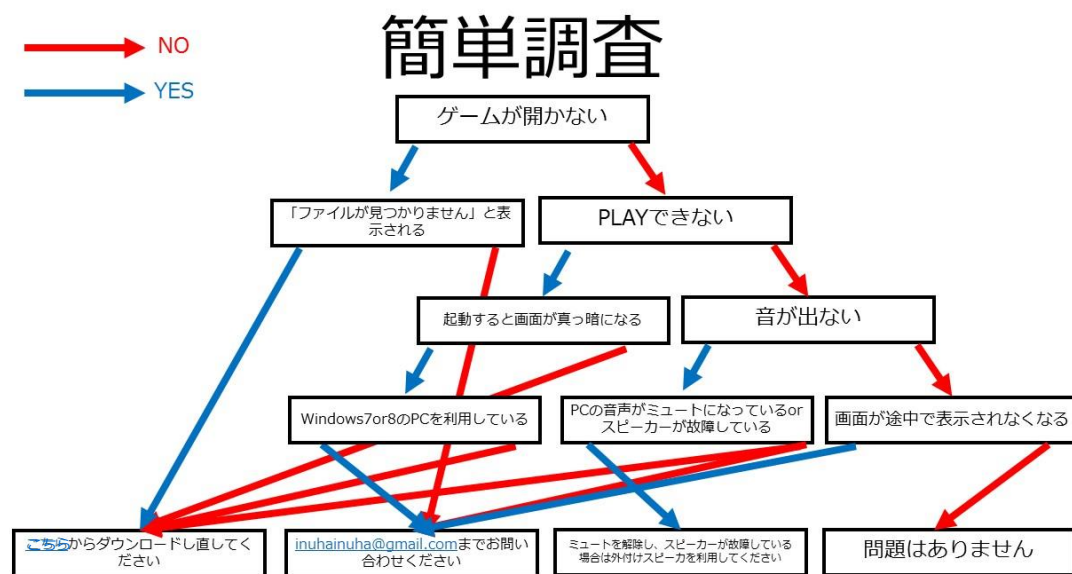 簡単調査
NO
YES
ゲームが開かない
「ファイルが見つかりません」と表
示される
PLAYできない
起動すると画面が真っ暗になる
音が出ない
Windows7or8のPCを利用している
PCの音声がミュートになっているor
スピーカーが故障している
画面が途中で表示されなくなる
こちらからダウンロードし直してく
ださい
inuhainuha@gmail.comまでお問い
合わせください
ミュートを解除し、スピーカーが故障している
場合は外付けスピーカを利用してください
問題はありません